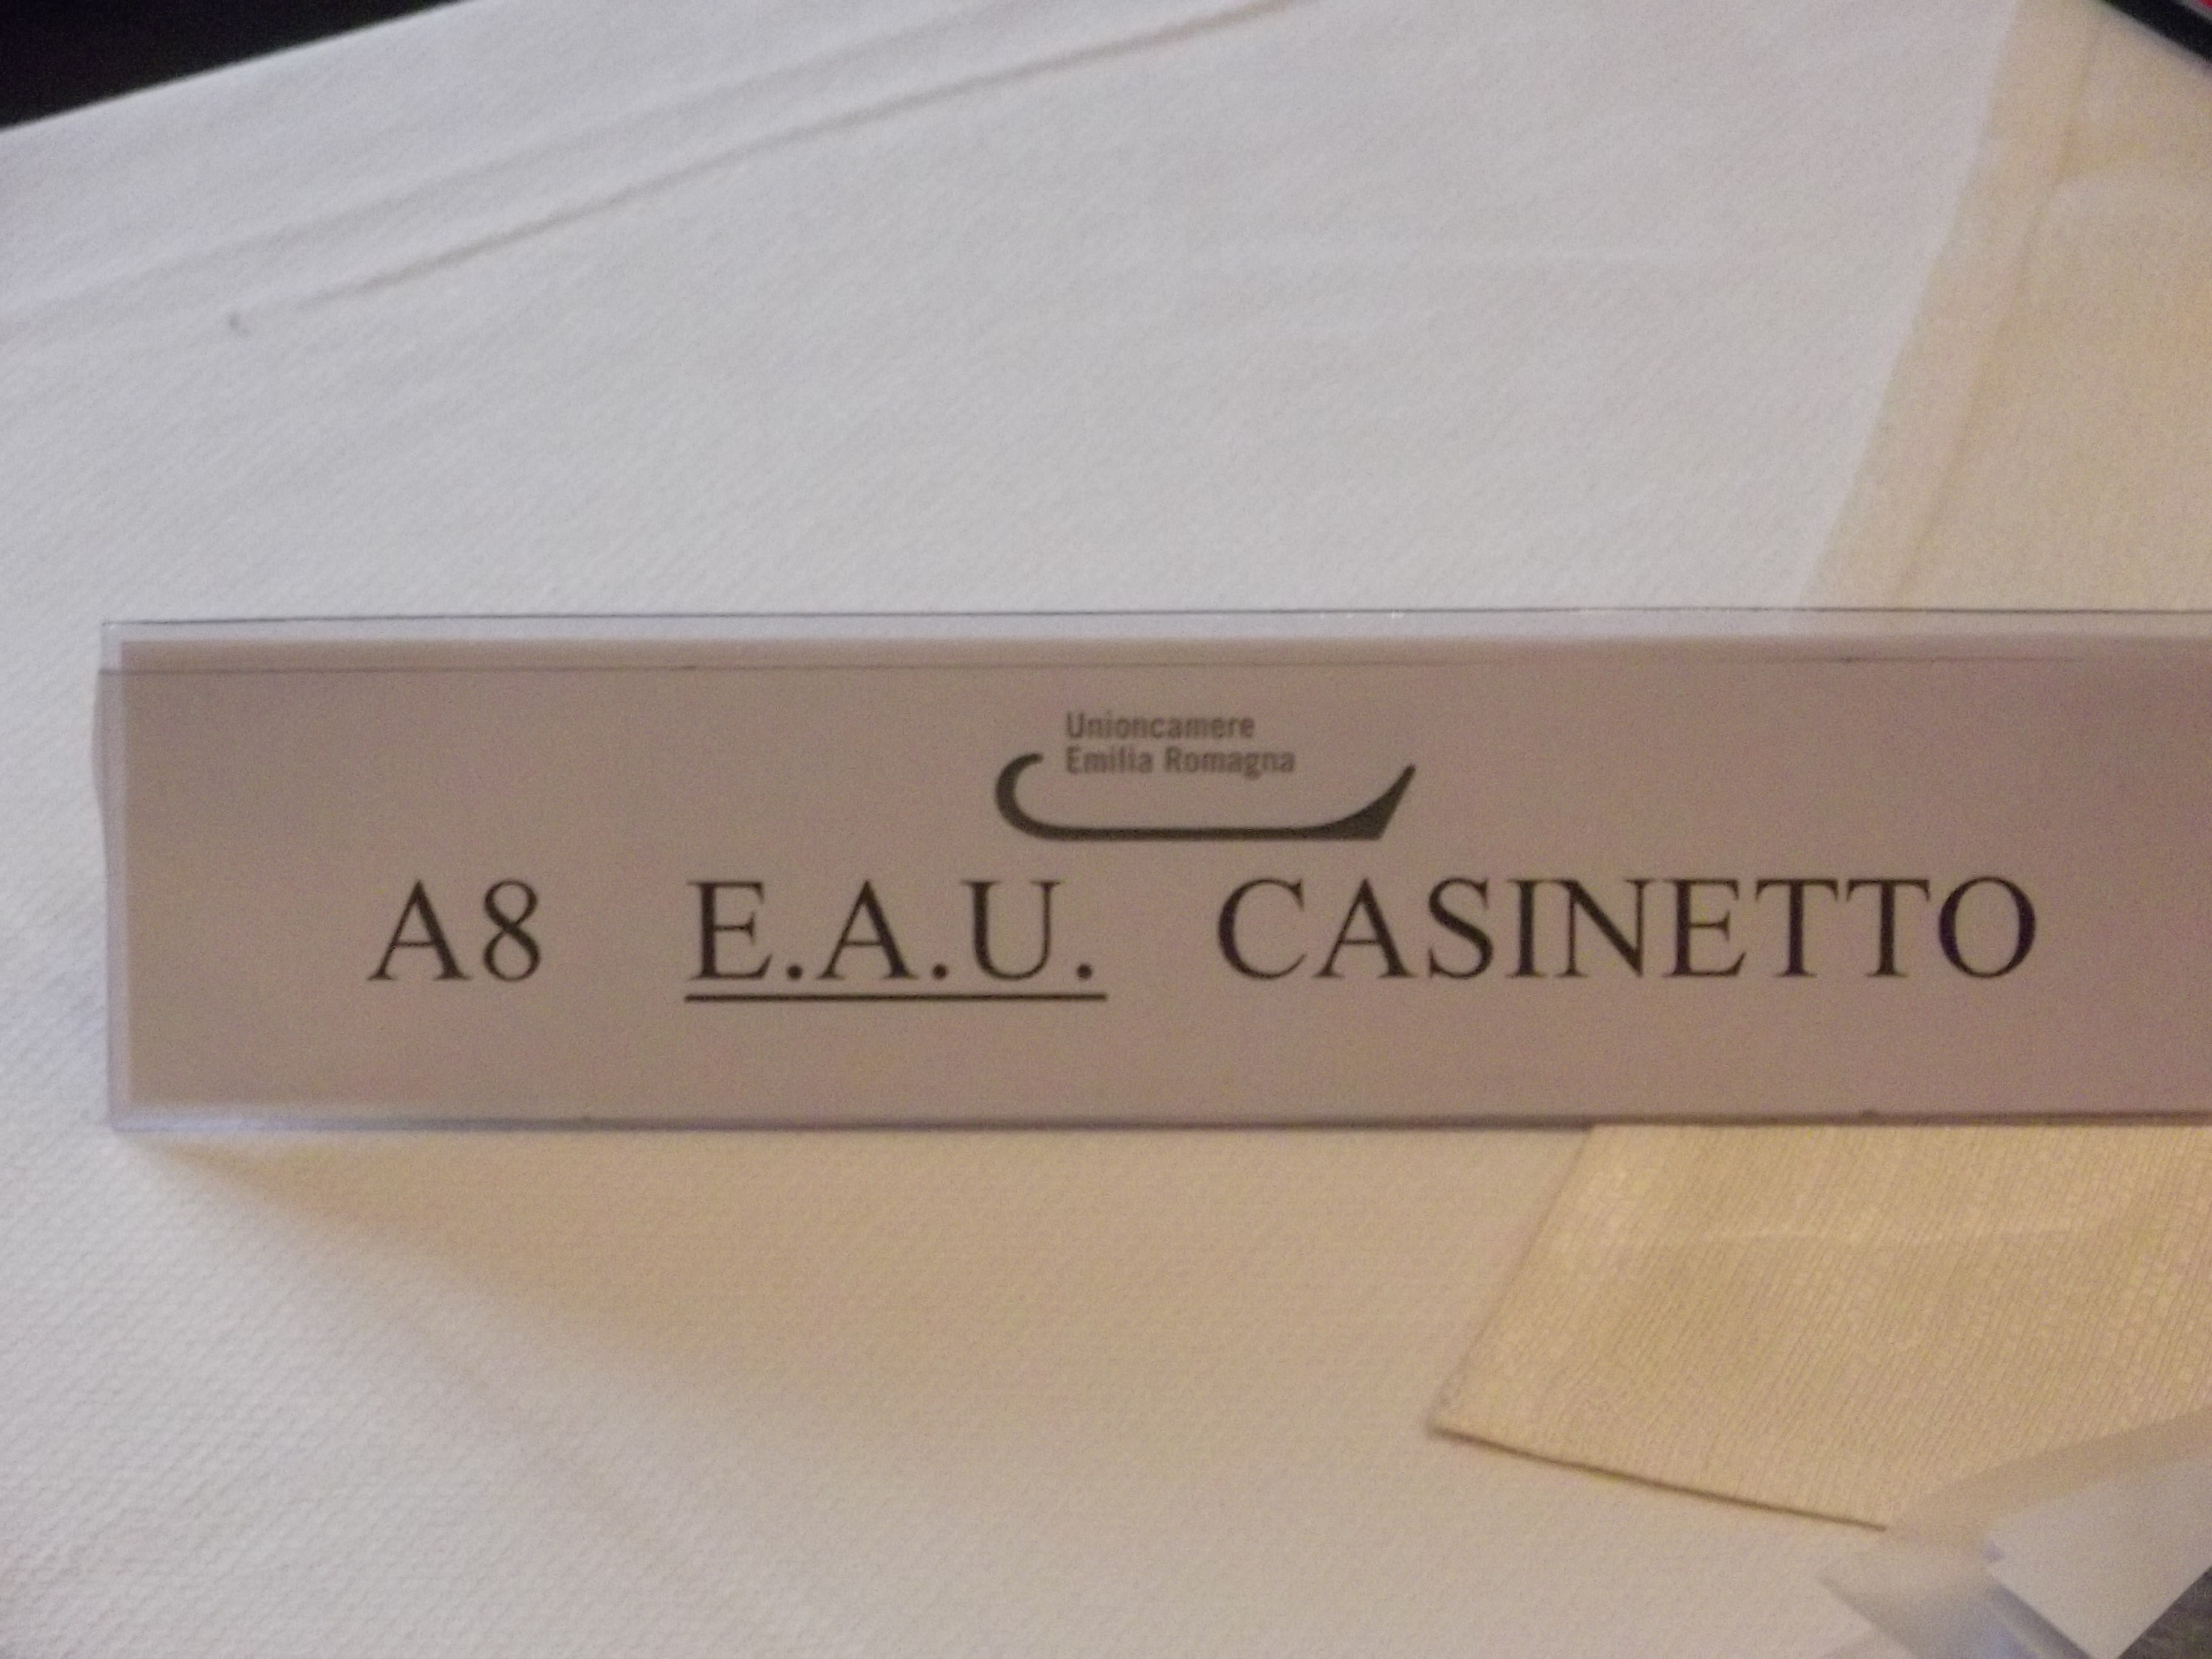 Unioncamere
Emilia Romagna
A8 E.A.U. CASINETTO